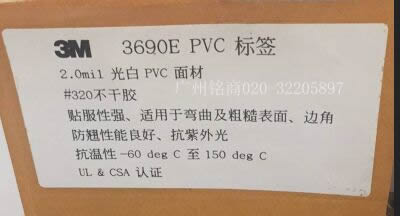 3M 3690E PVC 标签
2.0mil 光白 PVC 面材
广州铭商020-32205897
#320不干胶
贴服性强、适用于弯曲及粗糙表面、边角
防翘性能良好、抗紫外光
抗温性 -60 deg C 至 150 deg C
UL & CSA 认证